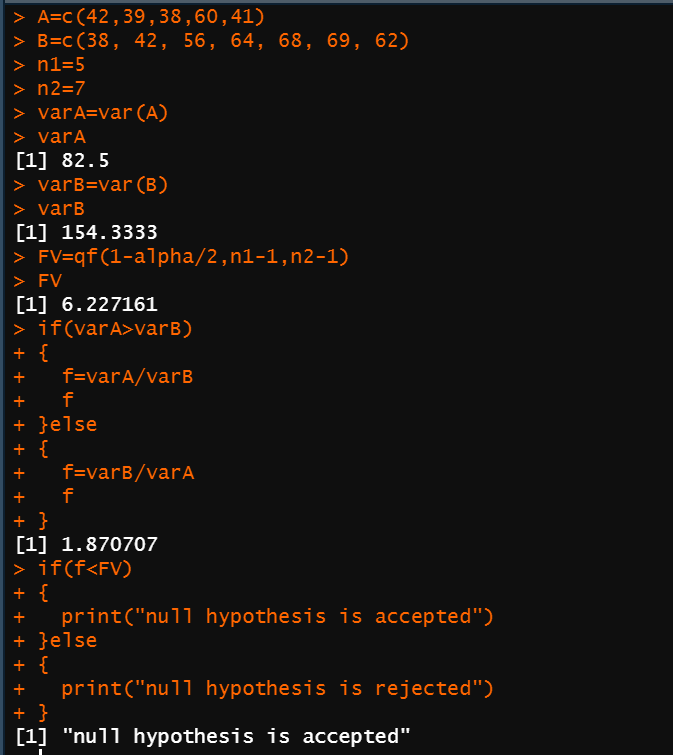 > A=c(42,39,38,60,41)
> B=c(38, 42, 56, 64, 68, 69, 62)
> n1=5
> n2=7
> varA=var(A)
> varA
[1] 82.5
> varB=var(B)
> varB
[1] 154.3333
> FV=qf(1-alpha/2,n1-1,n2-1)
> FV
[1] 6.227161
> if(varA>varB)
+ {
+   f=varA/varB
+   f
+ }else
+ {
+   f=varB/varA
+   f
+ }
[1] 1.870707
> if(f<FV)
+ {
+   print("null hypothesis is accepted")
+ }else
+ {
+   print("null hypothesis is rejected")
+ }
[1] "null hypothesis is accepted"